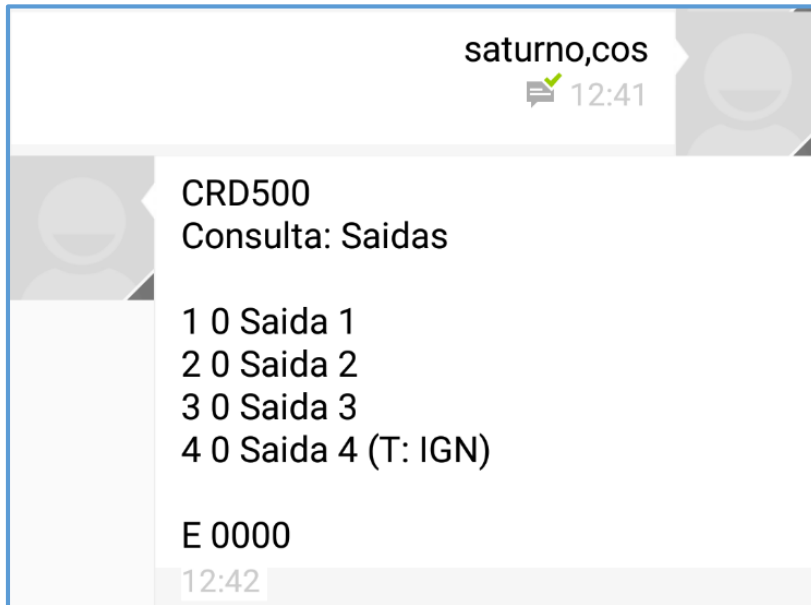 saturno,cos
12:41
CRD500
Consulta: Saidas
1 0 Saida 1
2 0 Saida 2
3 0 Saida 3
4 0 Saida 4 (T: IGN)
E 0000
12:42